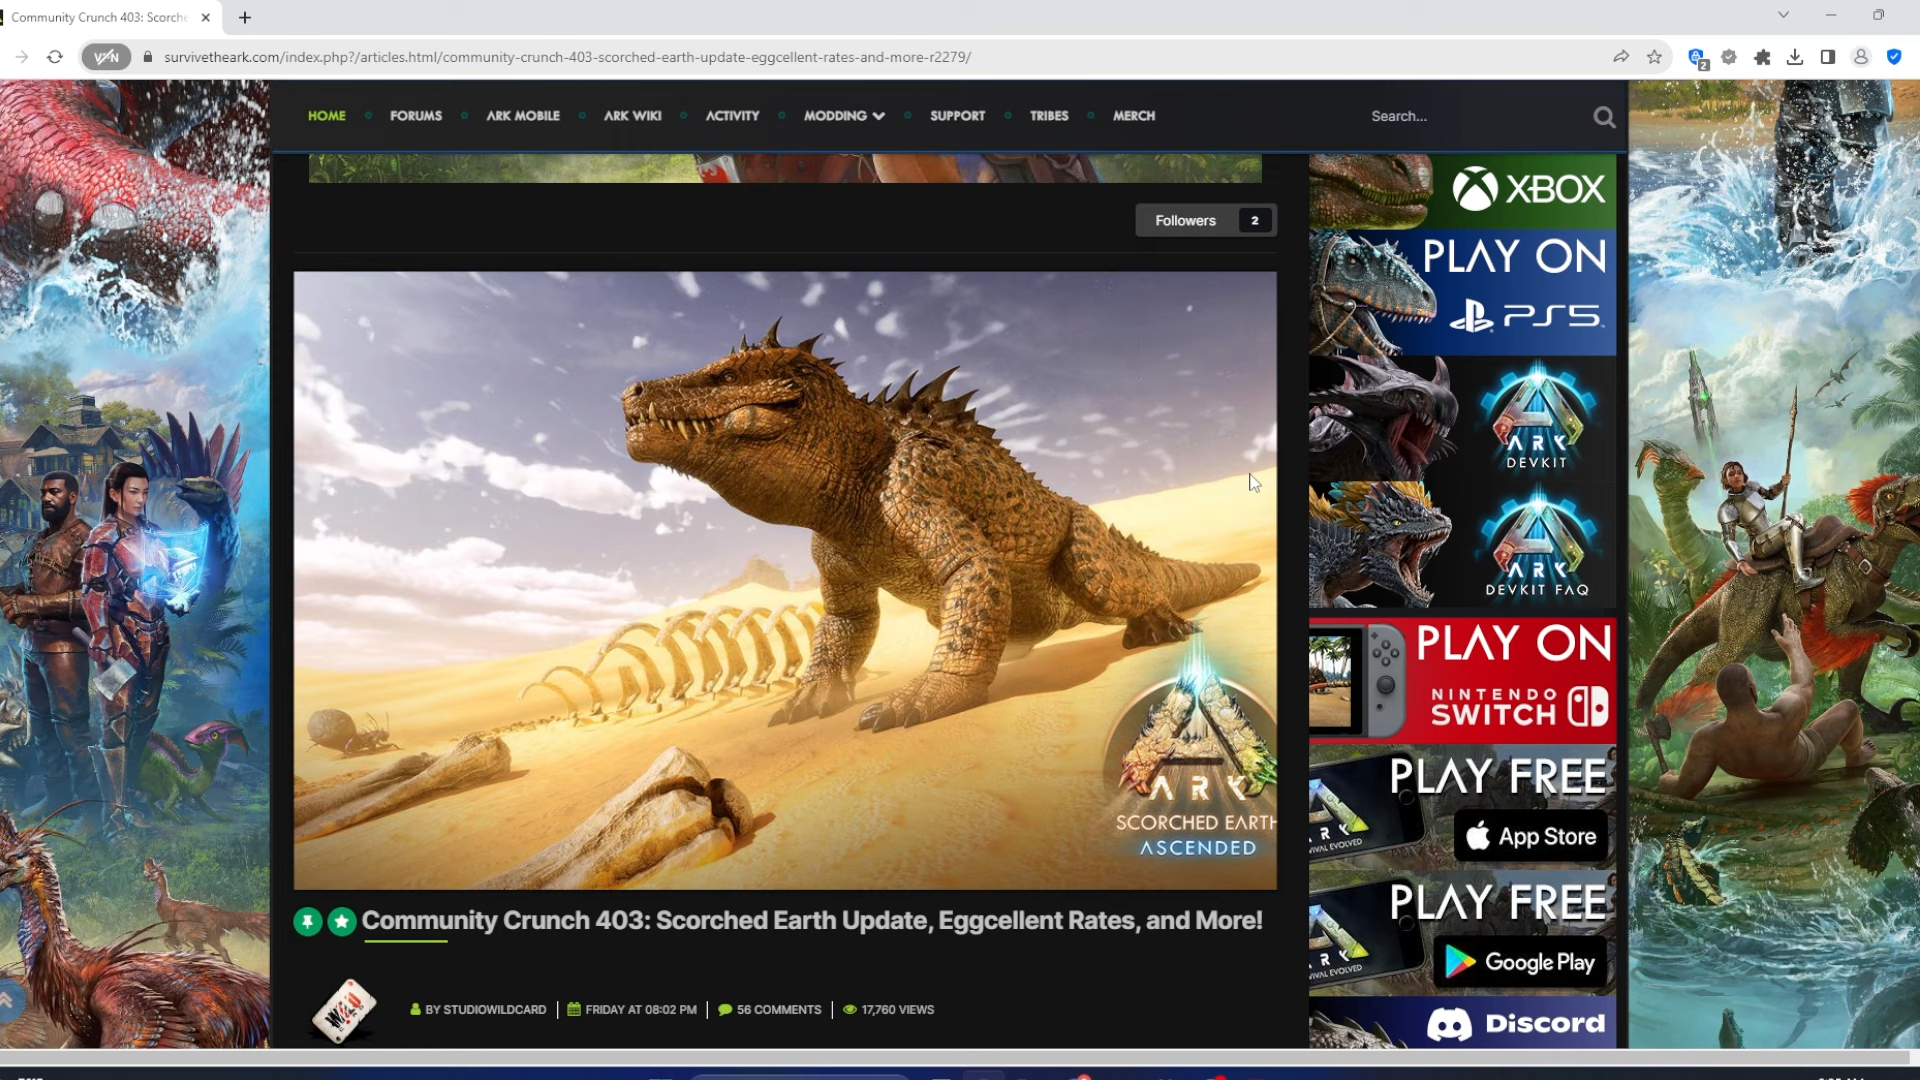 Community Crunch 403: Scorche
VPN
survivetheark.com/index.php?/articles.html/community-crunch-403-scorched-earth-update-eggcellent-rates-and-more-r2279/
2
HOME FORUMS ARK MOBILE ARK WIKI ACTIVITY MODDING SUPPORT TRIBES MERCH
Search...
Followers 2
XBOX
PLAY ON
PS5
ARK
DEVKIT
ARK
DEVKIT FAQ
PLAY ON
NINTENDO
SWITCH
ARK
SCORCHED EARTH
ASCENDED
PLAY FREE
App Store
PLAY FREE
Google Play
Discord
Community Crunch 403: Scorched Earth Update, Eggcellent Rates, and More!
BY STUDIOWILDCARD FRIDAY AT 08:02 PM 56 COMMENTS 17,760 VIEWS